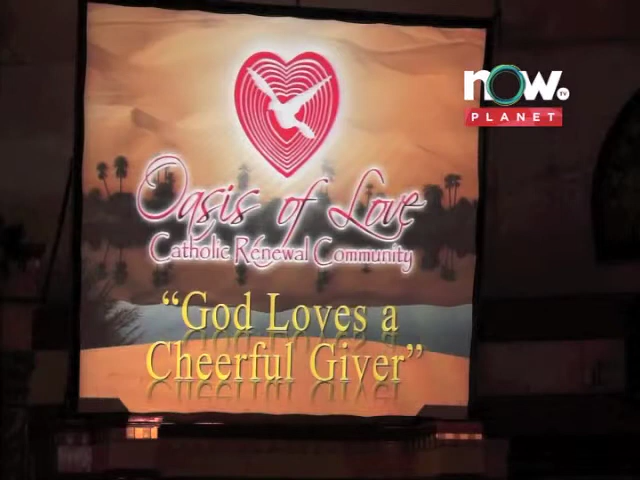 now.
TV
PLANET
Oasis of Love
Catholic Renewal Community
“God Loves a
Cheerful Giver”